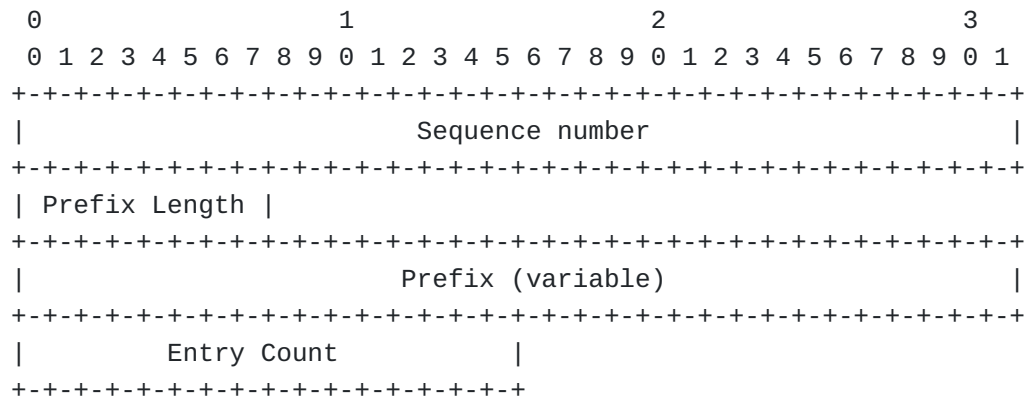 0                   1                   2                   3
 0 1 2 3 4 5 6 7 8 9 0 1 2 3 4 5 6 7 8 9 0 1 2 3 4 5 6 7 8 9 0 1
+-+-+-+-+-+-+-+-+-+-+-+-+-+-+-+-+-+-+-+-+-+-+-+-+-+-+-+-+-+-+-+-+
|                         Sequence number                       |
+-+-+-+-+-+-+-+-+-+-+-+-+-+-+-+-+-+-+-+-+-+-+-+-+-+-+-+-+-+-+-+-+
| Prefix Length |
+-+-+-+-+-+-+-+-+-+-+-+-+-+-+-+-+-+-+-+-+-+-+-+-+-+-+-+-+-+-+-+-+
|                        Prefix (variable)                      |
+-+-+-+-+-+-+-+-+-+-+-+-+-+-+-+-+-+-+-+-+-+-+-+-+-+-+-+-+-+-+-+-+
|         Entry Count           |
+-+-+-+-+-+-+-+-+-+-+-+-+-+-+-+-+